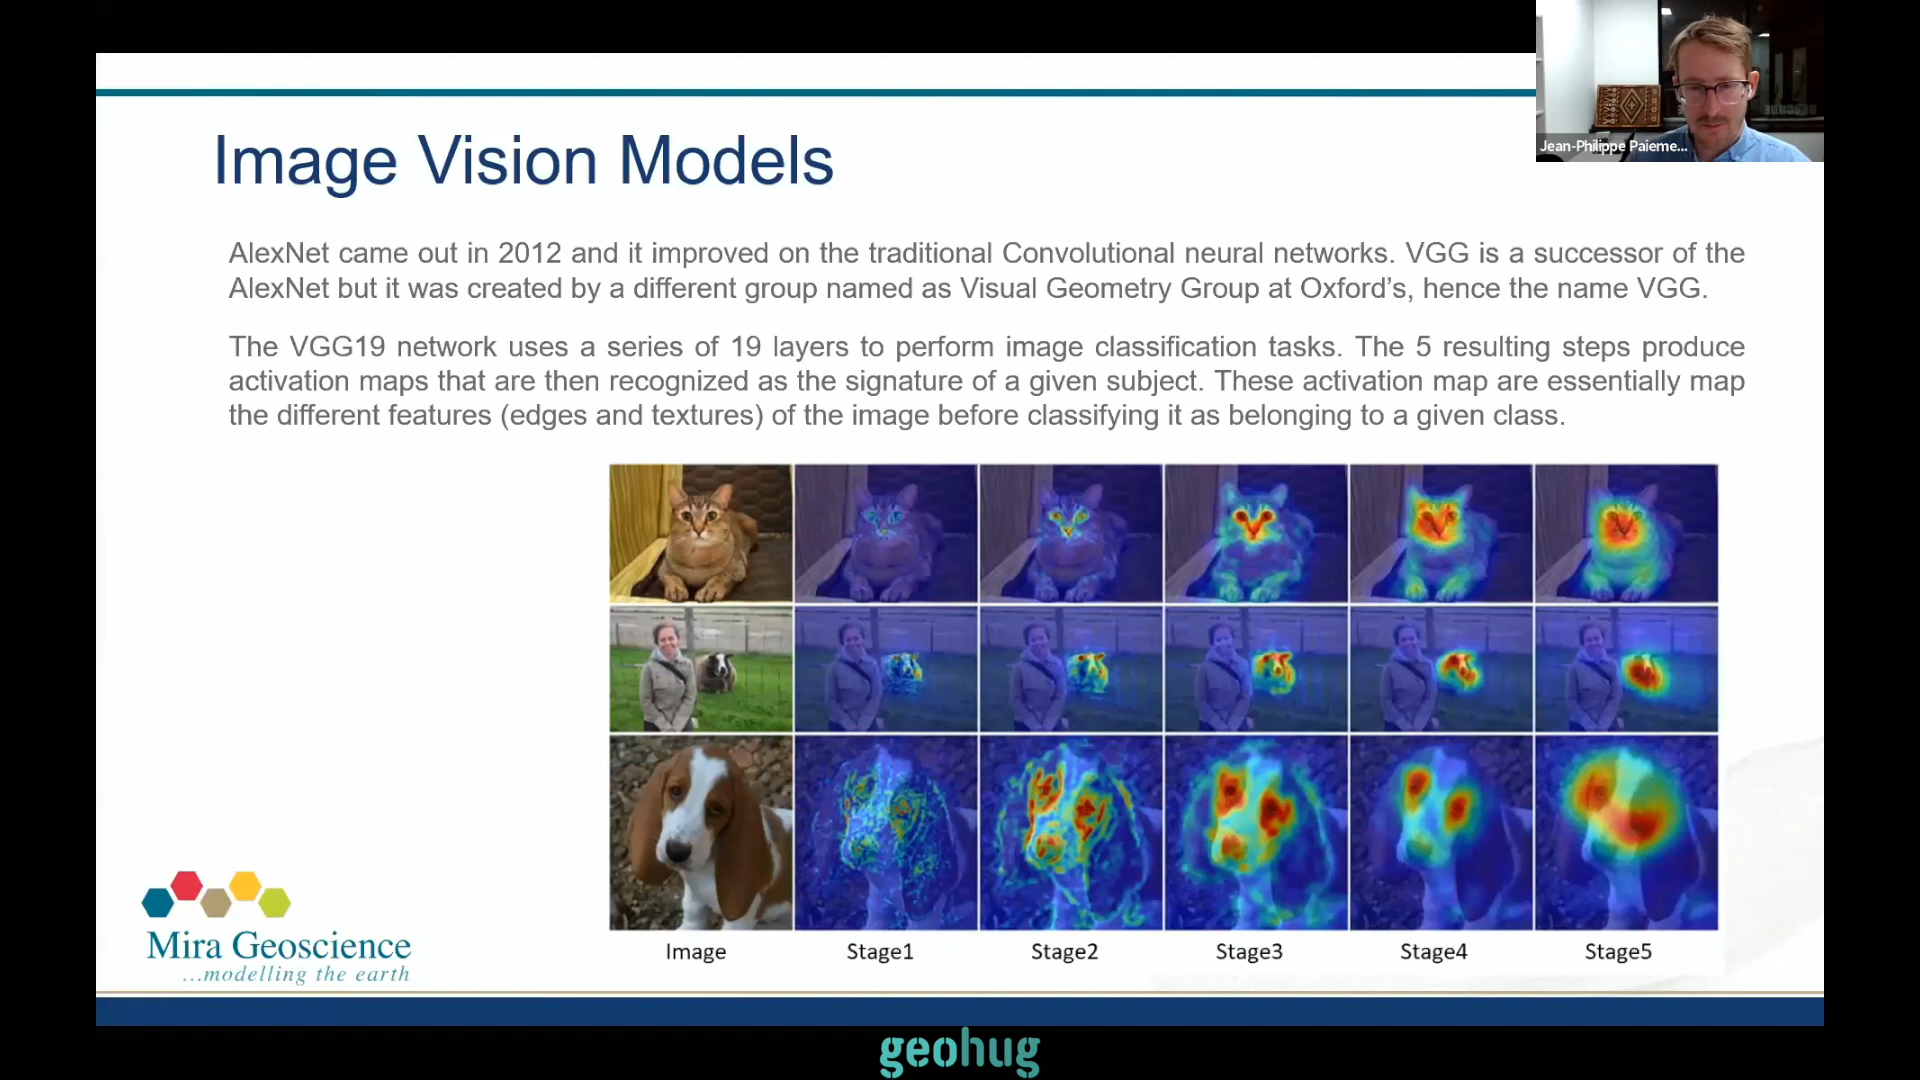 Image Vision Models
Jean-Philippe Paieme...
AlexNet came out in 2012 and it improved on the traditional Convolutional neural networks. VGG is a successor of the
AlexNet but it was created by a different group named as Visual Geometry Group at Oxford's, hence the name VGG.
The VGG19 network uses a series of 19 layers to perform image classification tasks. The 5 resulting steps produce
activation maps that are then recognized as the signature of a given subject. These activation map are essentially map
the different features (edges and textures) of the image before classifying it as belonging to a given class.
Image Stage1 Stage2 Stage3 Stage4 Stage5
Mira Geoscience
...modelling the earth
geohug